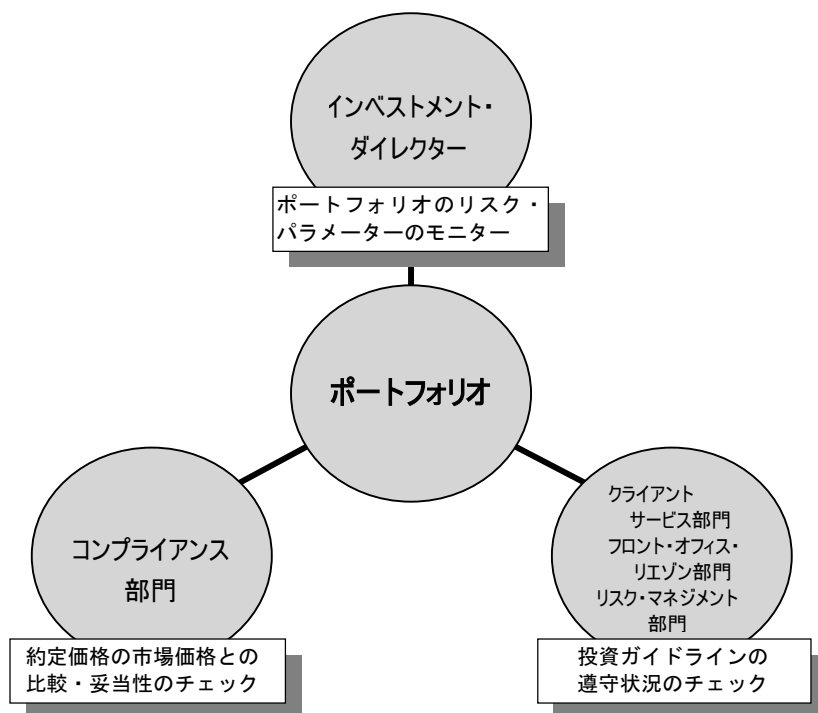 インベストメント・
ダイレクター
ポートフォリオのリスク・
パラメーターのモニター
ポートフォリオ
コンプライアンス
部門
約定価格の市場価格との
比較・妥当性のチェック
クライアント
サービス部門
フロント・オフィス・
リエゾン部門
リスク・マネジメント
部門
投資ガイドラインの
遵守状況のチェック